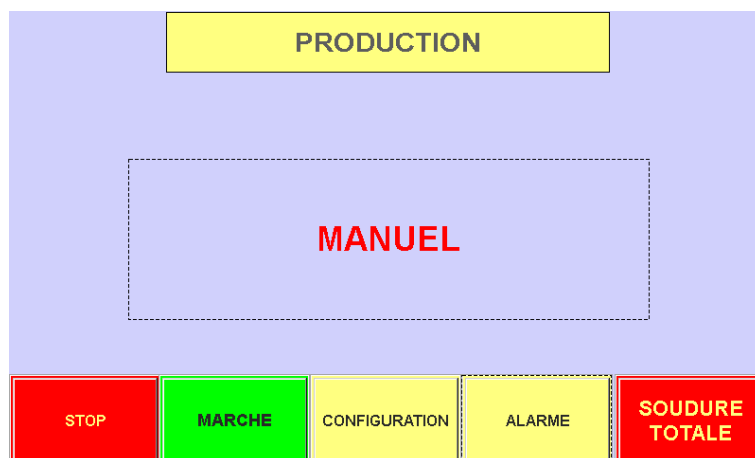 PRODUCTION
MANUEL
STOP
MARCHE
CONFIGURATION
ALARME
SOUDURE
TOTALE